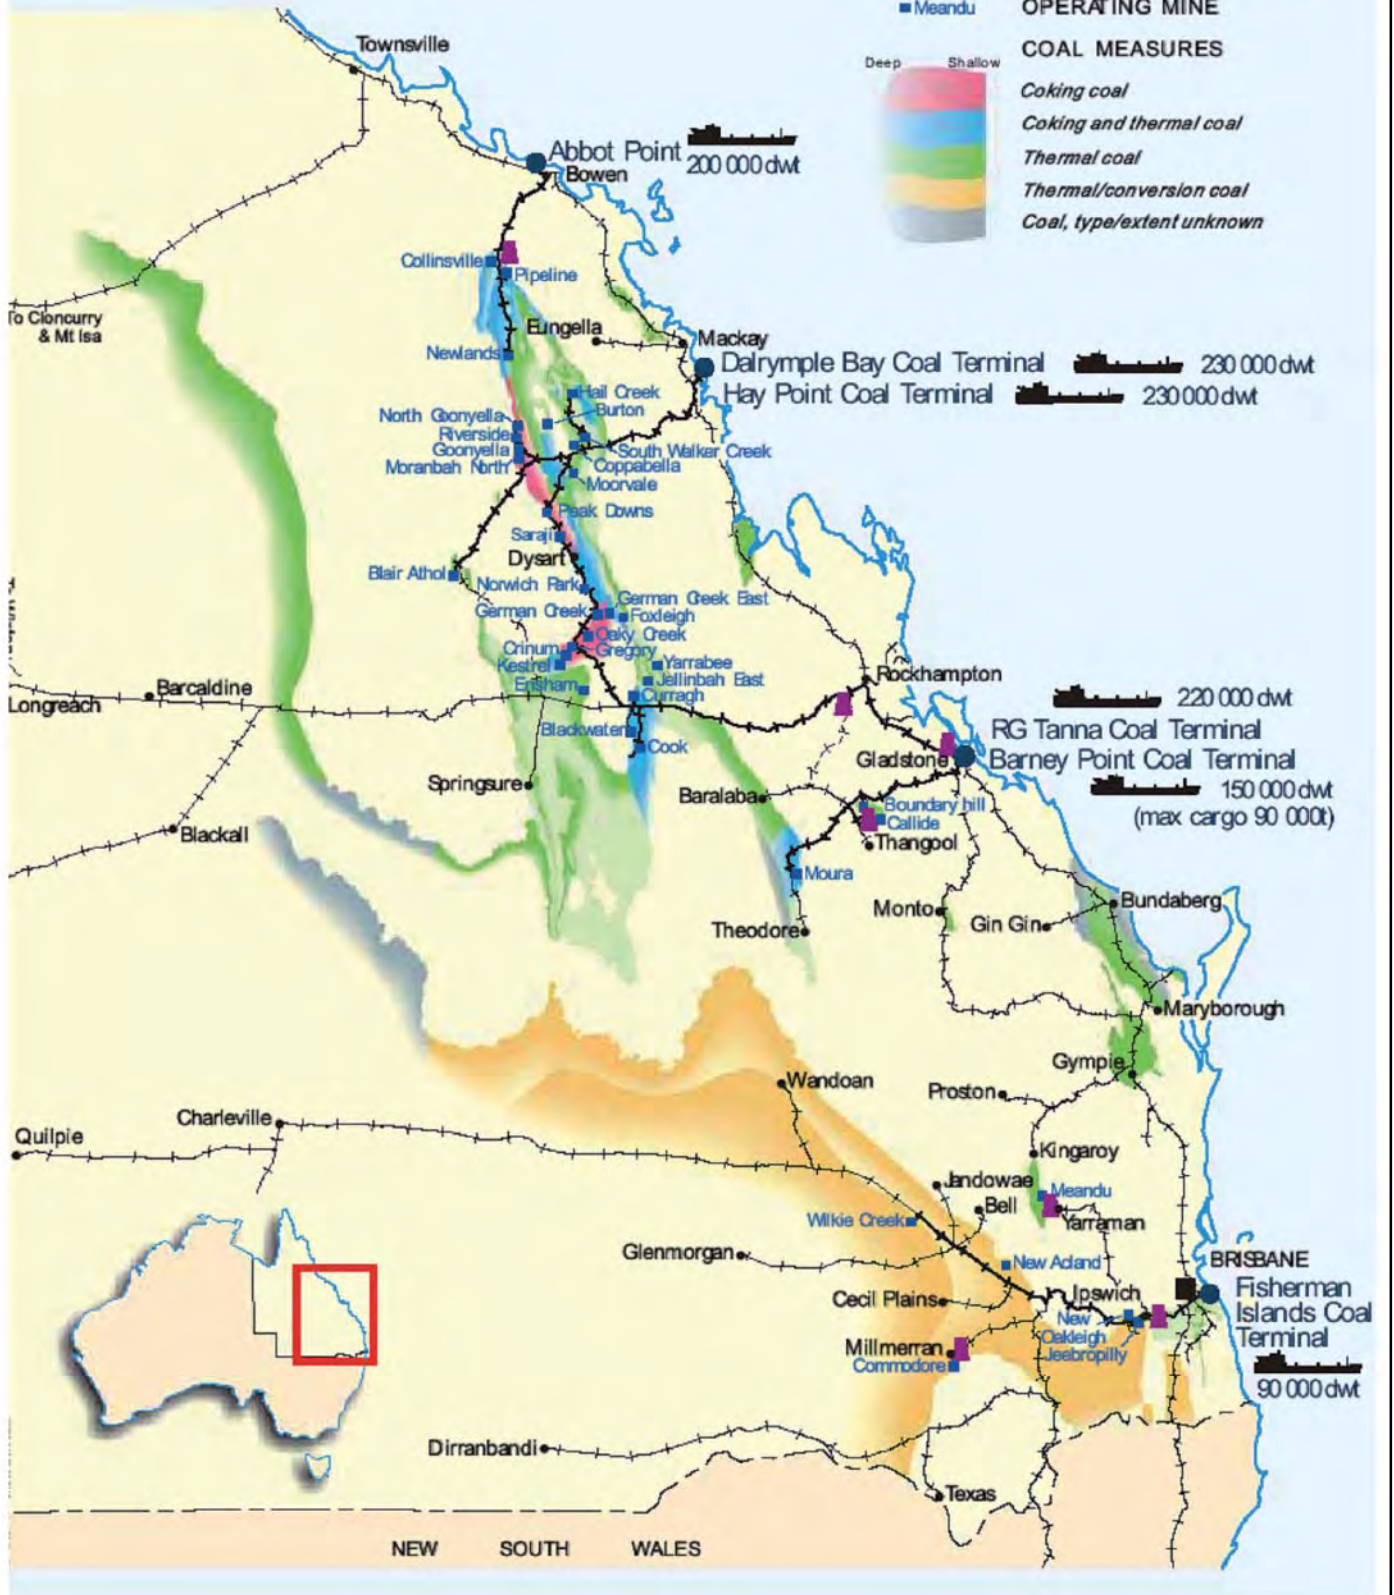 Meandu
OPERATING MINE
COAL MEASURES
Deep
Shallow
Coking coal
Coking and thermal coal
Thermal coal
Thermal/conversion coal
Coal, type/extent unknown
Townsville
Abbot Point
200 000 dwt
Bowen
Collinsville
Pipeline
To Cloncurry
& Mt Isa
Eungella
Newlands
Mackay
Dalrymple Bay Coal Terminal
230 000 dwt
Hay Point Coal Terminal
230 000 dwt
Hail Creek
Burton
North Goonyella
Riverside
Goonyella
Moranbah North
South Walker Creek
Coppabella
Moorvale
Peak Downs
Saraji
Dysart
Blair Athol
Norwich Park
German Creek East
German Creek
Foxleigh
Oaky Creek
Crinum
Gregory
Kestrel
Yarrabee
Jellinbah East
Ensham
Curragh
Rockhampton
Barcaldine
Longreach
220 000 dwt
RG Tanna Coal Terminal
Blackwater
Cook
Gladstone
Barney Point Coal Terminal
150 000 dwt
(max cargo 90 000t)
Springsure
Baralaba
Boundary hill
Callide
Thangool
Blackall
Moura
Monto
Gin Gin
Bundaberg
Theodore
Maryborough
Gympie
Wandoan
Proston
Charleville
Quilpie
Kingaroy
Jandowae
Meandu
Bell
Yarraman
Wilkie Creek
Glenmorgan
New Acland
BRISBANE
Cecil Plains
Ipswich
Fisherman
Islands Coal
Terminal
90 000 dwt
New
Oakleigh
Jeebropilly
Millmerran
Commodore
Dirranbandi
Texas
NEW SOUTH WALES